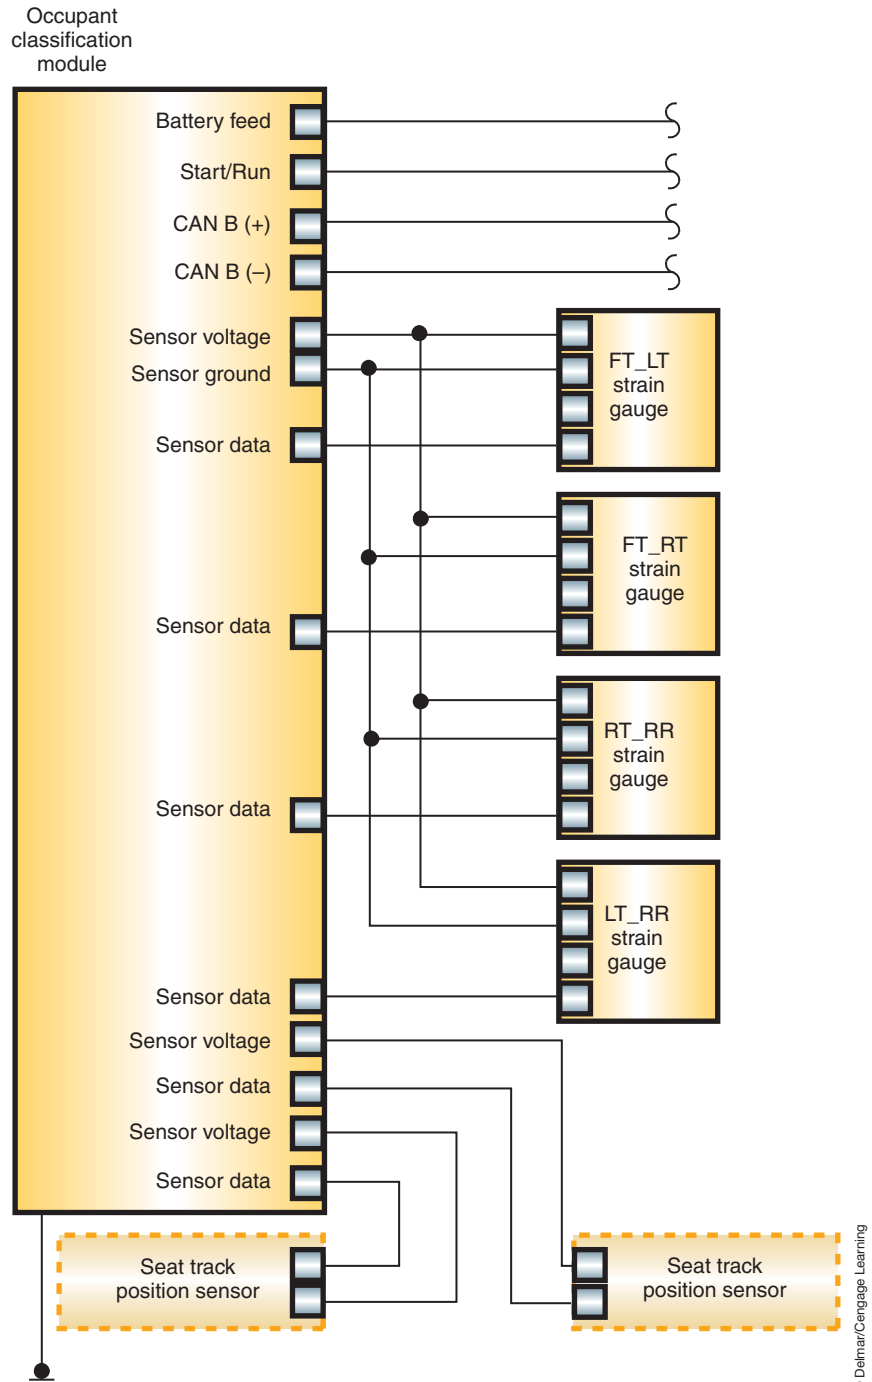 Occupant
classification
module
Battery feed
Start/Run
CAN B (+)
CAN B (–)
Sensor voltage
Sensor ground
Sensor data
Sensor data
Sensor data
Sensor data
Sensor voltage
Sensor data
Sensor voltage
Sensor data
FT_LT
strain
gauge
FT_RT
strain
gauge
RT_RR
strain
gauge
LT_RR
strain
gauge
Seat track
position sensor
Seat track
position sensor
Delmar/Cengage Learning